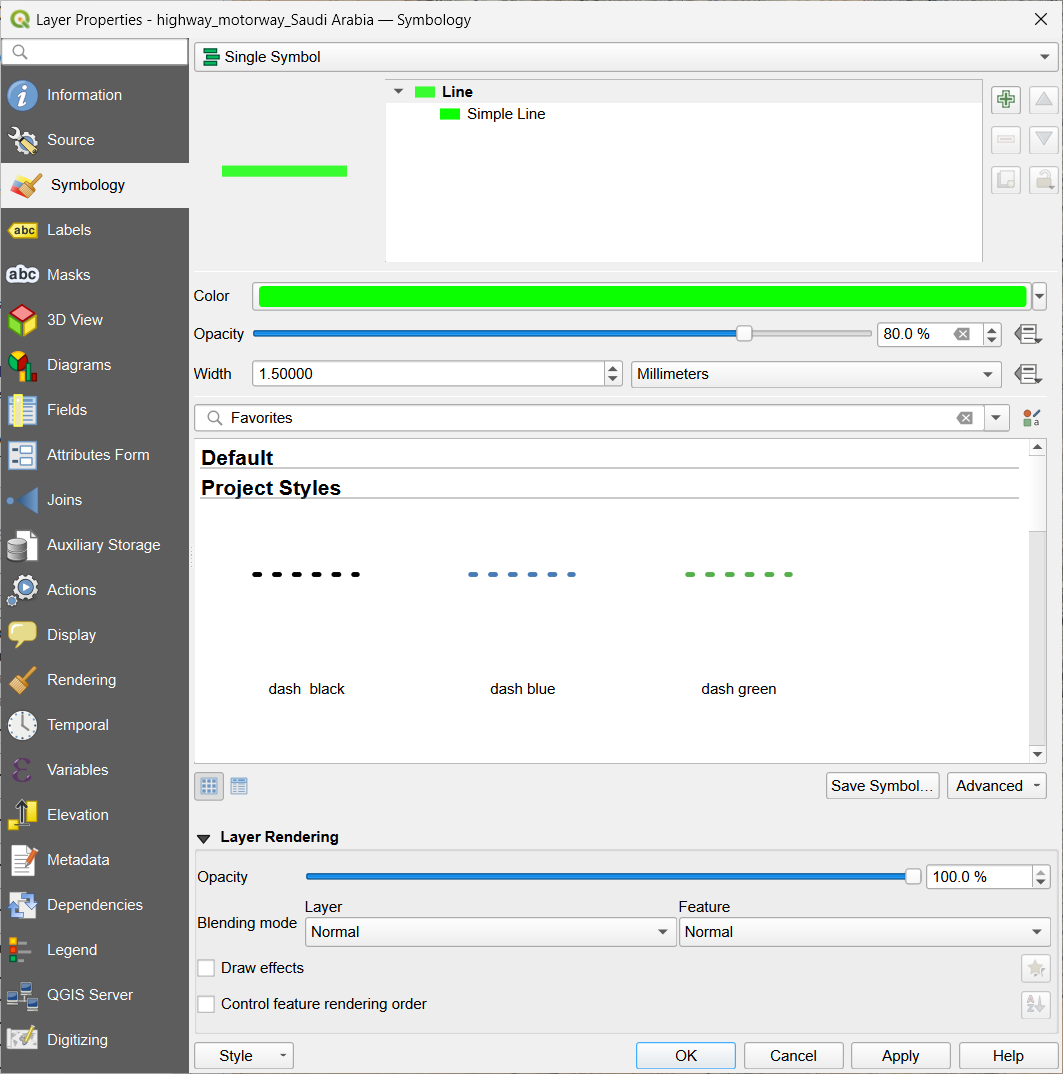 Layer Properties - highway_motorway_Saudi Arabia — Symbology
Single Symbol
Information
Source
Symbology
abc Labels
abc Masks
3D View
Diagrams
Fields
Attributes Form
Joins
Auxiliary Storage
Actions
Display
Rendering
Temporal
Variables
Elevation
Metadata
Dependencies
Legend
QGIS Server
Digitizing
Line
Simple Line
Color
Opacity 80.0 %
Width 1.50000 Millimeters
Favorites
Default
Project Styles
dash  black dash blue dash green
Save Symbol... Advanced
Layer Rendering
Opacity 100.0 %
Layer Feature
Blending mode Normal Normal
Draw effects
Control feature rendering order
Style OK Cancel Apply Help